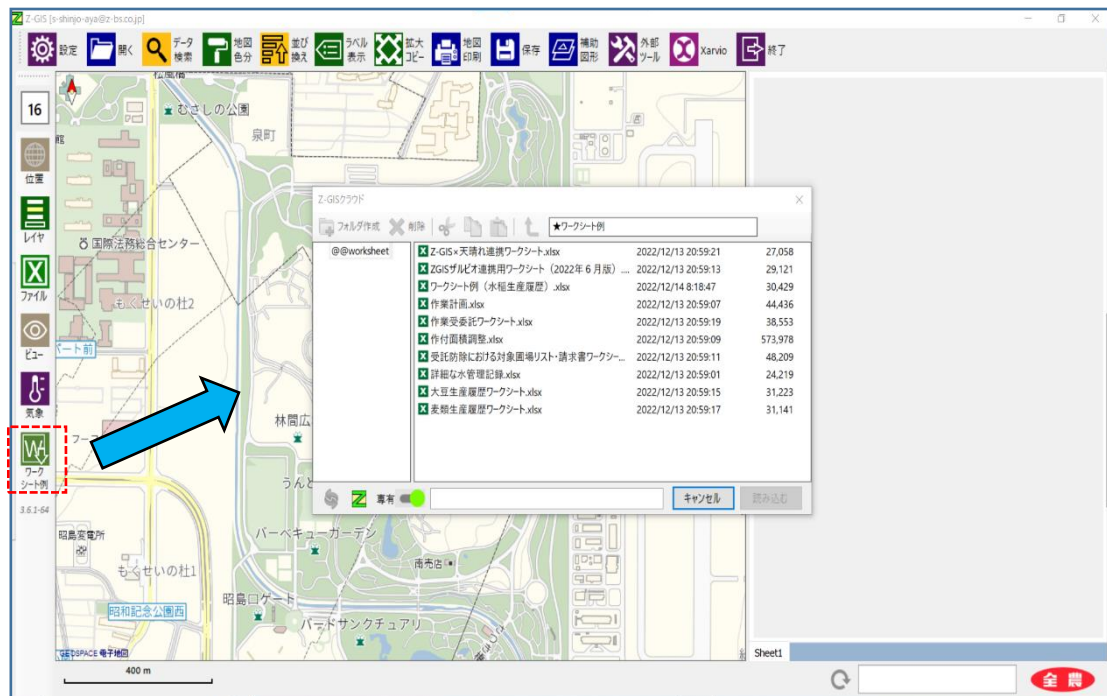 Z-GIS [s-shinjo-aya@z-bs.co.jp]
設定 開く データ検索 地図色分 並び換え ラベル表示 拡大コピー 地図印刷 保存 補助図形 外部ツール Xarvio 終了
16
位置
レイヤ
ファイル
ビュー
気象
ワークシート例
3.6.1-64
むさしの公園
泉町
国際法務総合センター
もくせいの杜2
林間広
うんど
バーベキューガーデン
南売店
昭島変電所
もくせいの杜1
昭島口ゲート
昭和記念公園西
バードサンクチュアリ
GEOSPACE 電子地図
400 m
Z-GISクラウド
フォルダ作成 削除 ★ワークシート例
@@worksheet
Z-GIS×天晴れ連携ワークシート.xlsx 2022/12/13 20:59:21 27,058
ZGISザルビオ連携用ワークシート（2022年6月版）... 2022/12/13 20:59:13 29,121
ワークシート例（水稲生産履歴）.xlsx 2022/12/14 8:18:47 30,429
作業計画.xlsx 2022/12/13 20:59:07 44,436
作業受委託ワークシート.xlsx 2022/12/13 20:59:19 38,553
作付面積調整.xlsx 2022/12/13 20:59:09 573,978
受託防除における対象圃場リスト・請求書ワークシー... 2022/12/13 20:59:11 48,209
詳細な水管理記録.xlsx 2022/12/13 20:59:01 24,219
大豆生産履歴ワークシート.xlsx 2022/12/13 20:59:15 31,223
麦類生産履歴ワークシート.xlsx 2022/12/13 20:59:17 31,141
専有 キャンセル 読み込む
Sheet1
全農